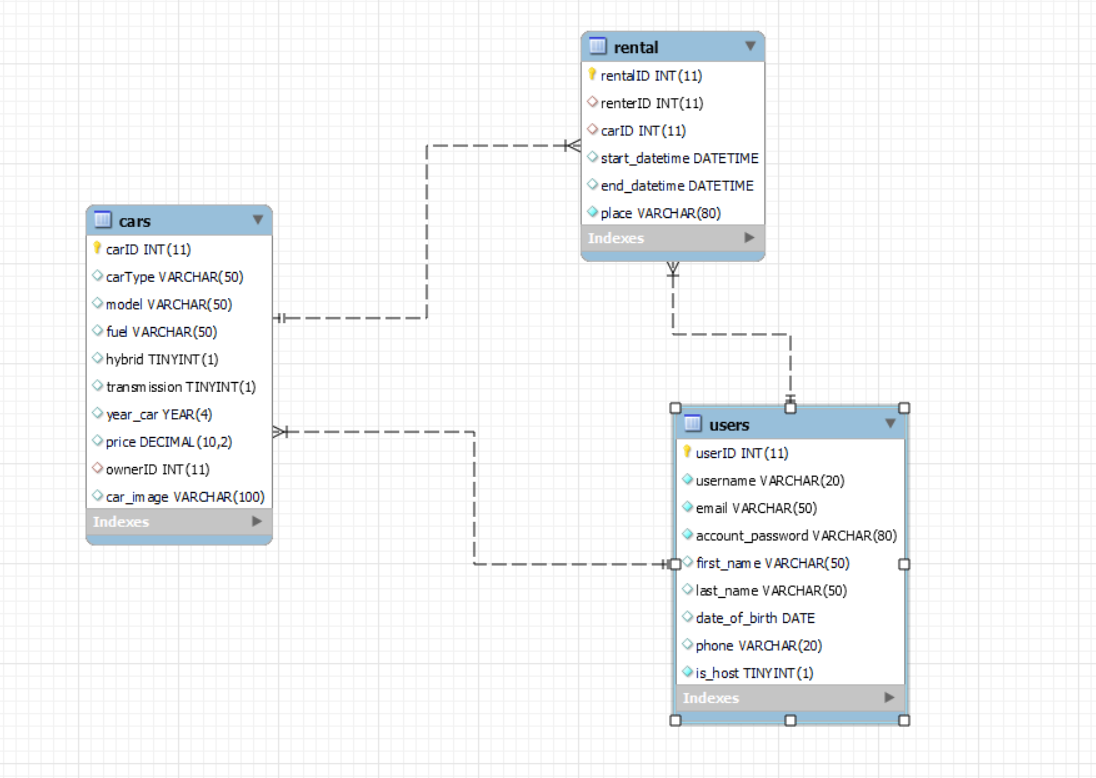 rental
rentalID INT(11)
renterID INT(11)
carID INT(11)
start_datetime DATETIME
end_datetime DATETIME
place VARCHAR(80)
Indexes
cars
carID INT(11)
carType VARCHAR(50)
model VARCHAR(50)
fuel VARCHAR(50)
hybrid TINYINT(1)
transmission TINYINT(1)
year_car YEAR(4)
price DECIMAL(10,2)
ownerID INT(11)
car_image VARCHAR(100)
Indexes
users
userID INT(11)
username VARCHAR(20)
email VARCHAR(50)
account_password VARCHAR(80)
first_name VARCHAR(50)
last_name VARCHAR(50)
date_of_birth DATE
phone VARCHAR(20)
is_host TINYINT(1)
Indexes